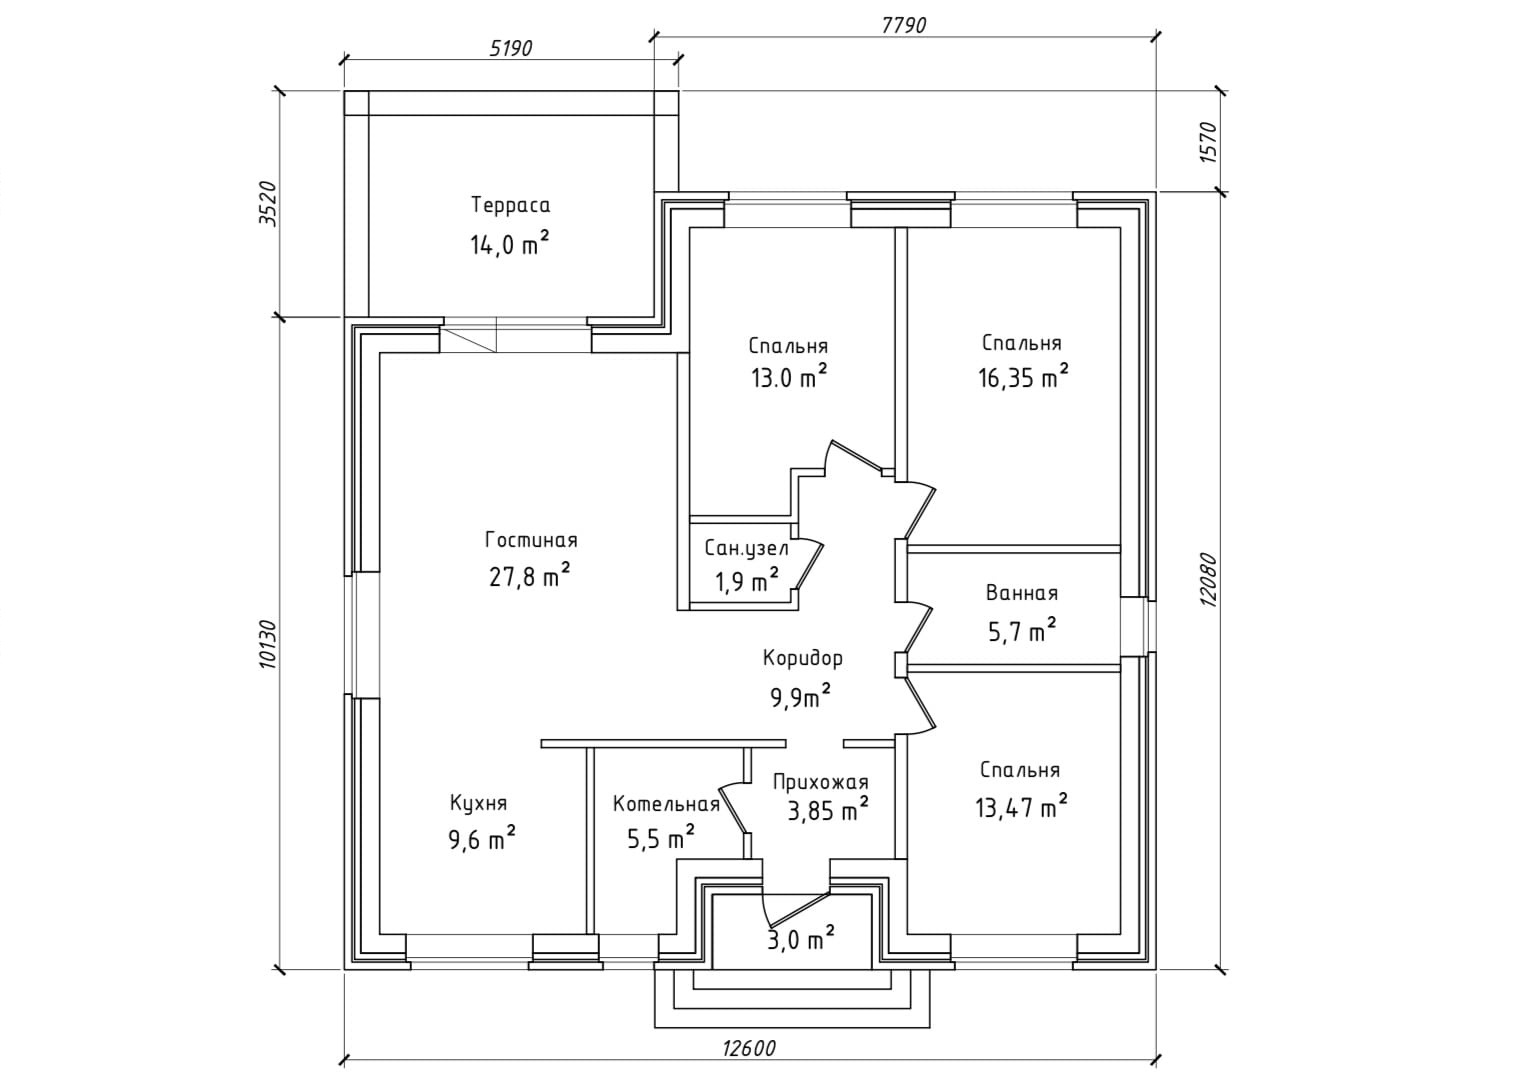 7790
5190
1570
3520
Терраса
14,0 m²
Спальня
13.0 m²
Спальня
16,35 m²
Гостиная
27,8 m²
Сан.узел
1,9 m²
Ванная
5,7 m²
12080
10130
Коридор
9,9m²
Спальня
13,47 m²
Прихожая
3,85 m²
Кухня
9,6 m²
Котельная
5,5 m²
3,0 m²
12600